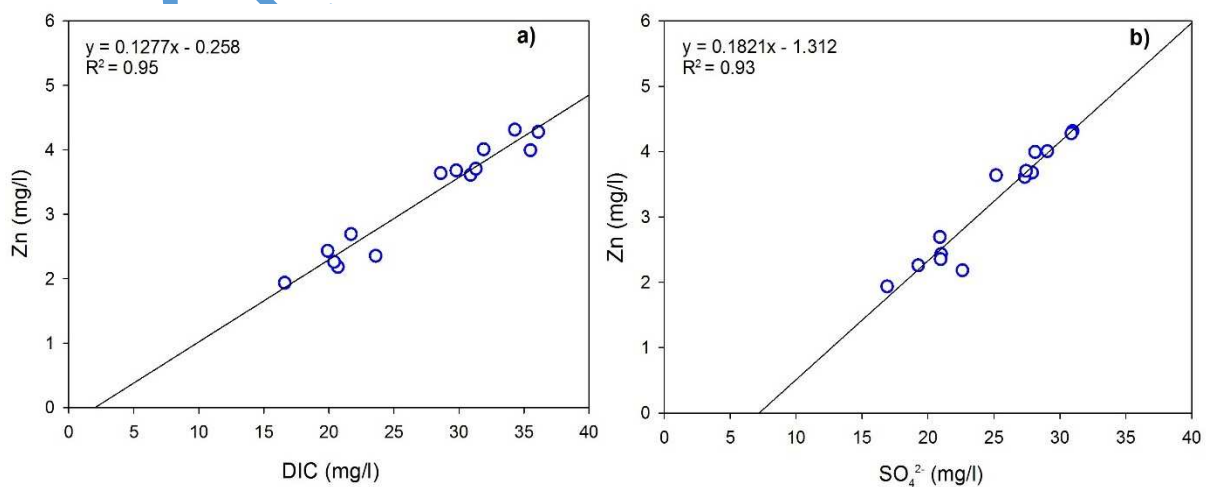 a)
y = 0.1277x - 0.258
R² = 0.95
Zn (mg/l)
6
5
4
3
2
1
0
0 5 10 15 20 25 30 35 40
DIC (mg/l)
b)
y = 0.1821x - 1.312
R² = 0.93
Zn (mg/l)
6
5
4
3
2
1
0
0 5 10 15 20 25 30 35 40
SO₄²⁻ (mg/l)